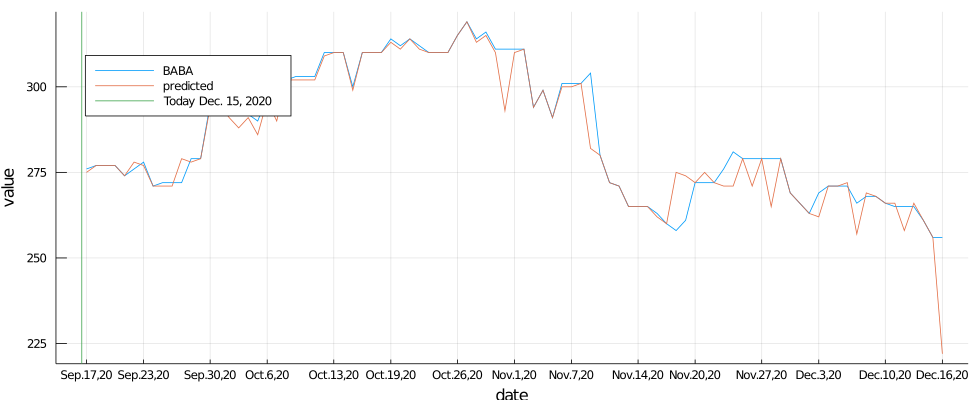 BABA
predicted
Today Dec. 15, 2020
300
275
250
225
value
Sep.17,20 Sep.23,20 Sep.30,20 Oct.6,20 Oct.13,20 Oct.19,20 Oct.26,20 Nov.1,20 Nov.7,20 Nov.14,20 Nov.20,20 Nov.27,20 Dec.3,20 Dec.10,20 Dec.16,20
date